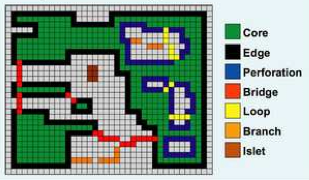 Core
Edge
Perforation
Bridge
Loop
Branch
Islet